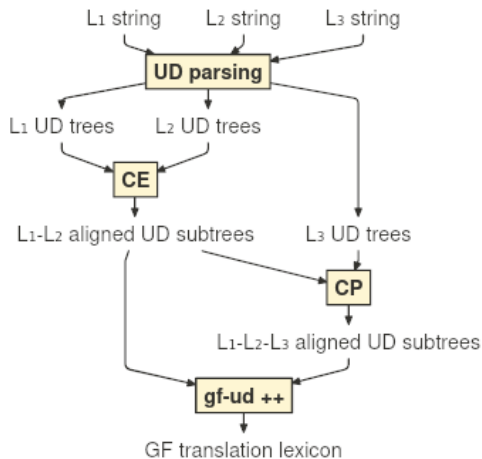 L₁ string L₂ string L₃ string
UD parsing
L₁ UD trees L₂ UD trees
CE
L₁-L₂ aligned UD subtrees L₃ UD trees
CP
L₁-L₂-L₃ aligned UD subtrees
gf-ud ++
GF translation lexicon